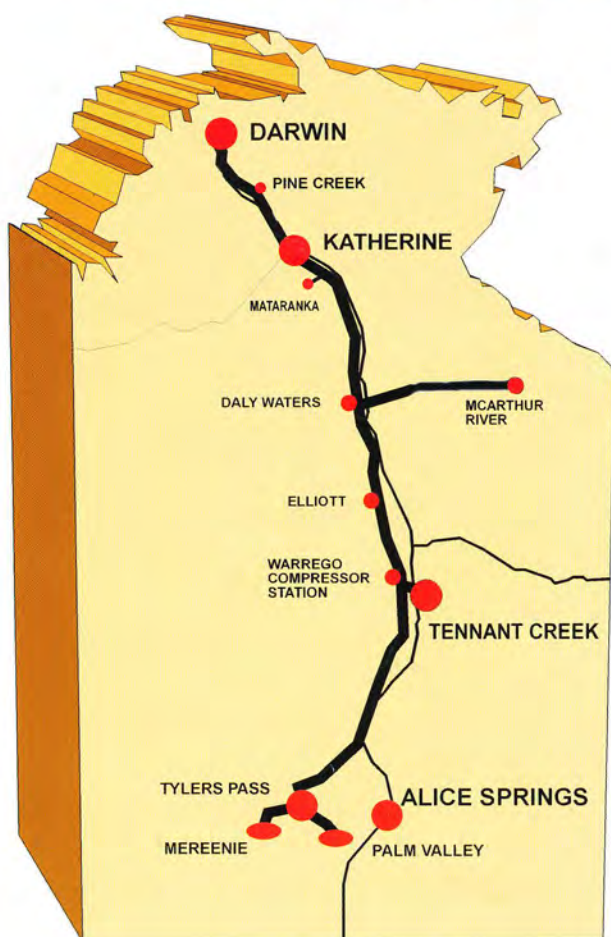 DARWIN
PINE CREEK
KATHERINE
MATARANKA
DALY WATERS
MCARTHUR
RIVER
ELLIOTT
WARREGO
COMPRESSOR
STATION
TENNANT CREEK
TYLERS PASS
ALICE SPRINGS
MEREENIE
PALM VALLEY